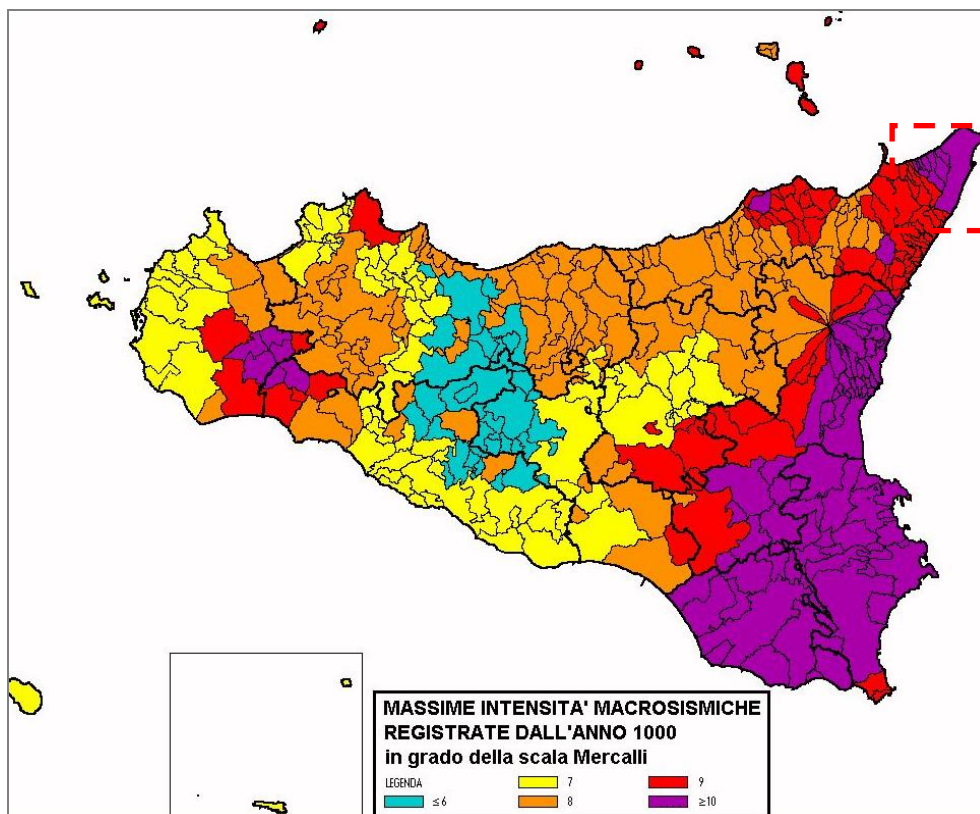 MASSIME INTENSITA' MACROSISMICHE
REGISTRATE DALL'ANNO 1000
in grado della scala Mercalli
LEGENDA 7 9
≤6 8 ≥10